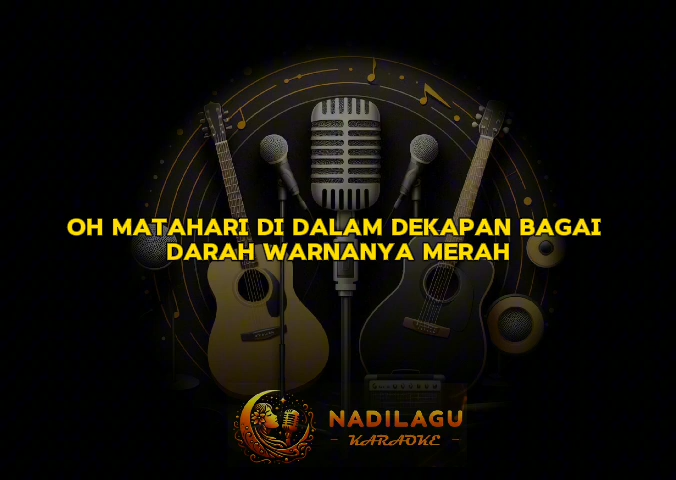 OH MATAHARI DI DALAM DEKAPAN BAGAI
DARAH WARNANYA MERAH
NADILAGU
KARAOKE